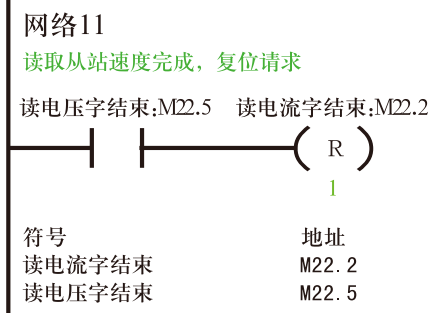 网络11
读取从站速度完成，复位请求
读电压字结束:M22.5 读电流字结束:M22.2
R
1
符号 地址
读电流字结束 M22.2
读电压字结束 M22.5